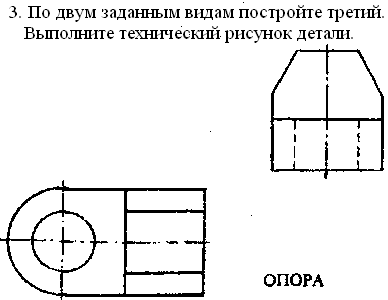 3. По двум заданным видам постройте третий.
Выполните технический рисунок детали.
ОПОРА